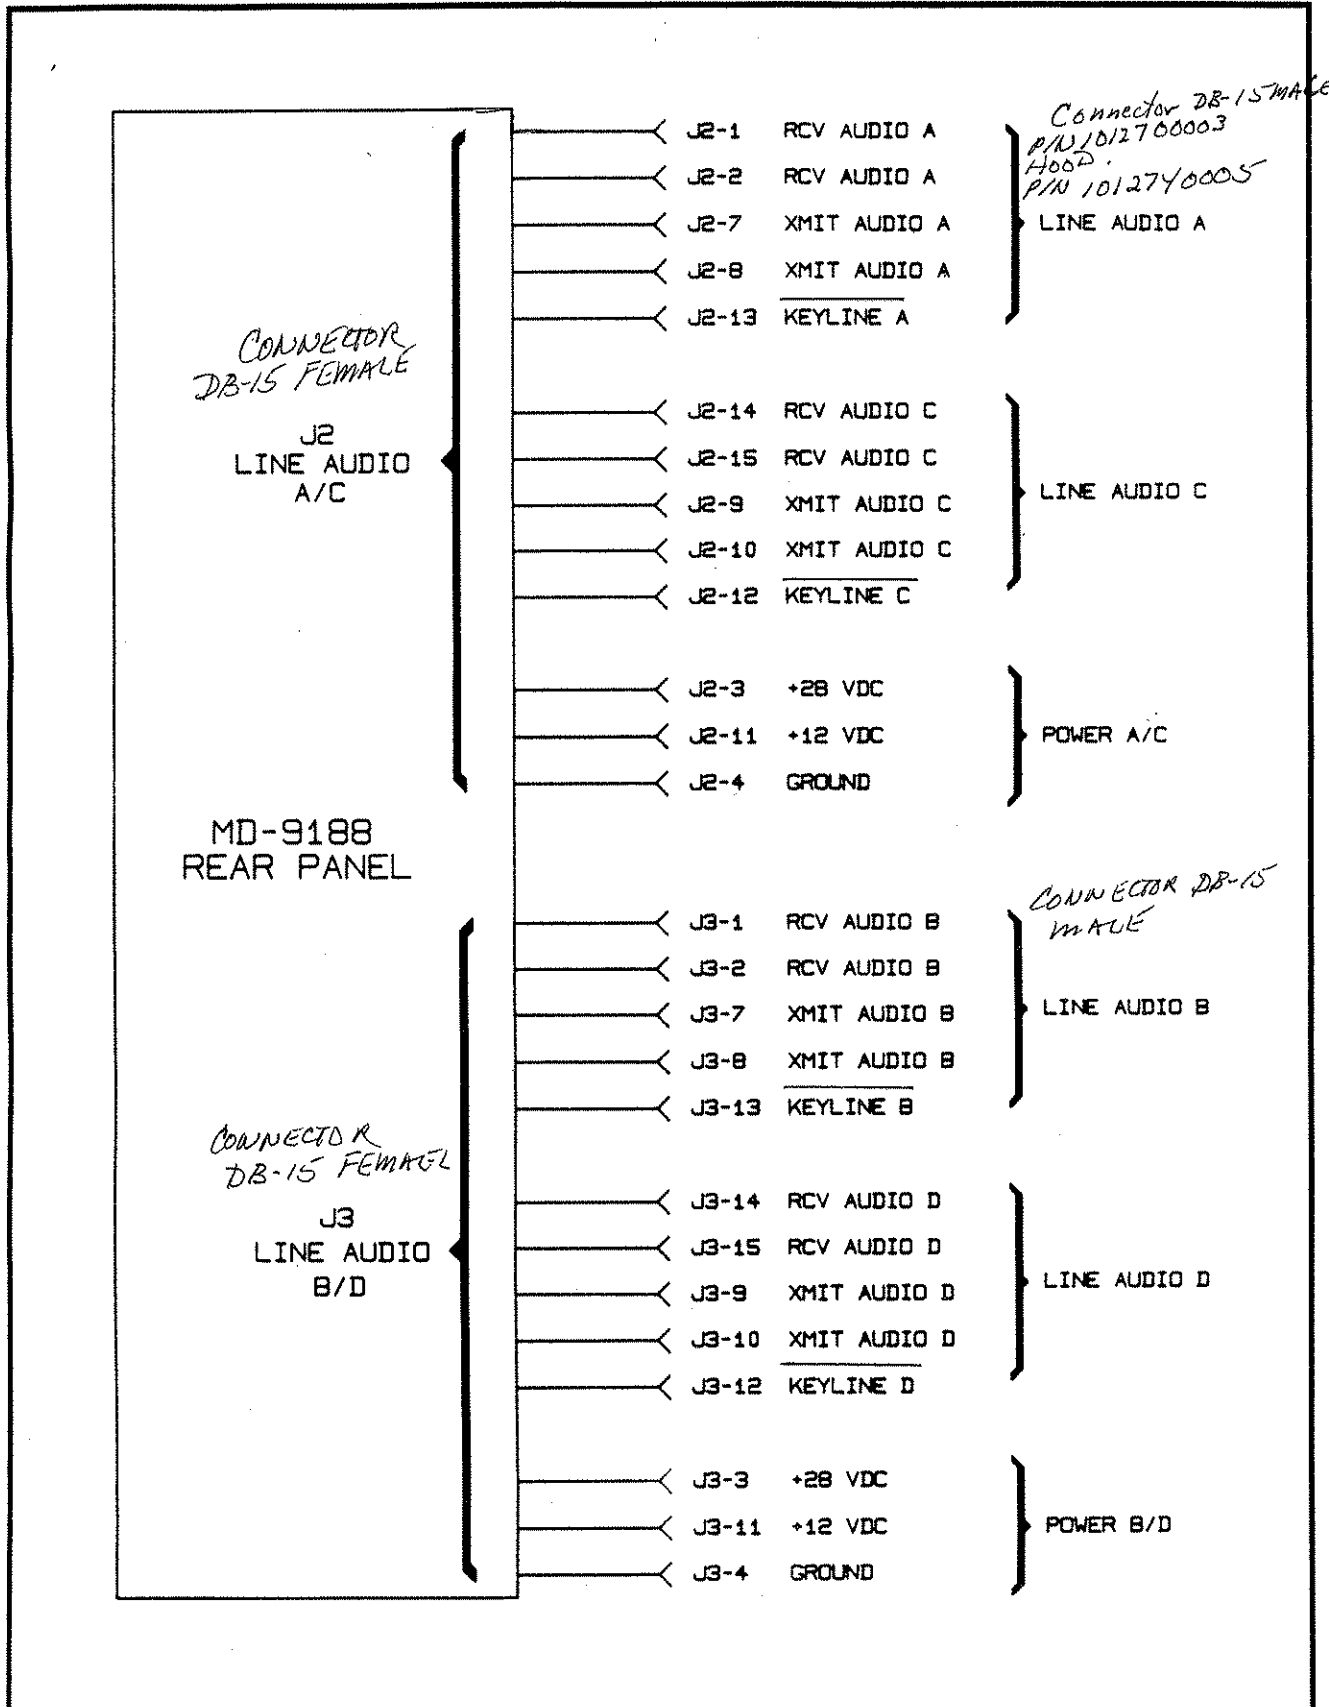 Connector DB-15 MALE
P/N 1012700003
HOOD.
P/N 1012740005
J2-1 RCV AUDIO A
J2-2 RCV AUDIO A
J2-7 XMIT AUDIO A
J2-8 XMIT AUDIO A
J2-13 KEYLINE A
LINE AUDIO A
CONNECTOR
DB-15 FEMALE
J2
LINE AUDIO
A/C
J2-14 RCV AUDIO C
J2-15 RCV AUDIO C
J2-9 XMIT AUDIO C
J2-10 XMIT AUDIO C
J2-12 KEYLINE C
LINE AUDIO C
J2-3 +28 VDC
J2-11 +12 VDC
J2-4 GROUND
POWER A/C
MD-9188
REAR PANEL
CONNECTOR DB-15
MALE
J3-1 RCV AUDIO B
J3-2 RCV AUDIO B
J3-7 XMIT AUDIO B
J3-8 XMIT AUDIO B
J3-13 KEYLINE B
LINE AUDIO B
CONNECTOR
DB-15 FEMAEL
J3
LINE AUDIO
B/D
J3-14 RCV AUDIO D
J3-15 RCV AUDIO D
J3-9 XMIT AUDIO D
J3-10 XMIT AUDIO D
J3-12 KEYLINE D
LINE AUDIO D
J3-3 +28 VDC
J3-11 +12 VDC
J3-4 GROUND
POWER B/D